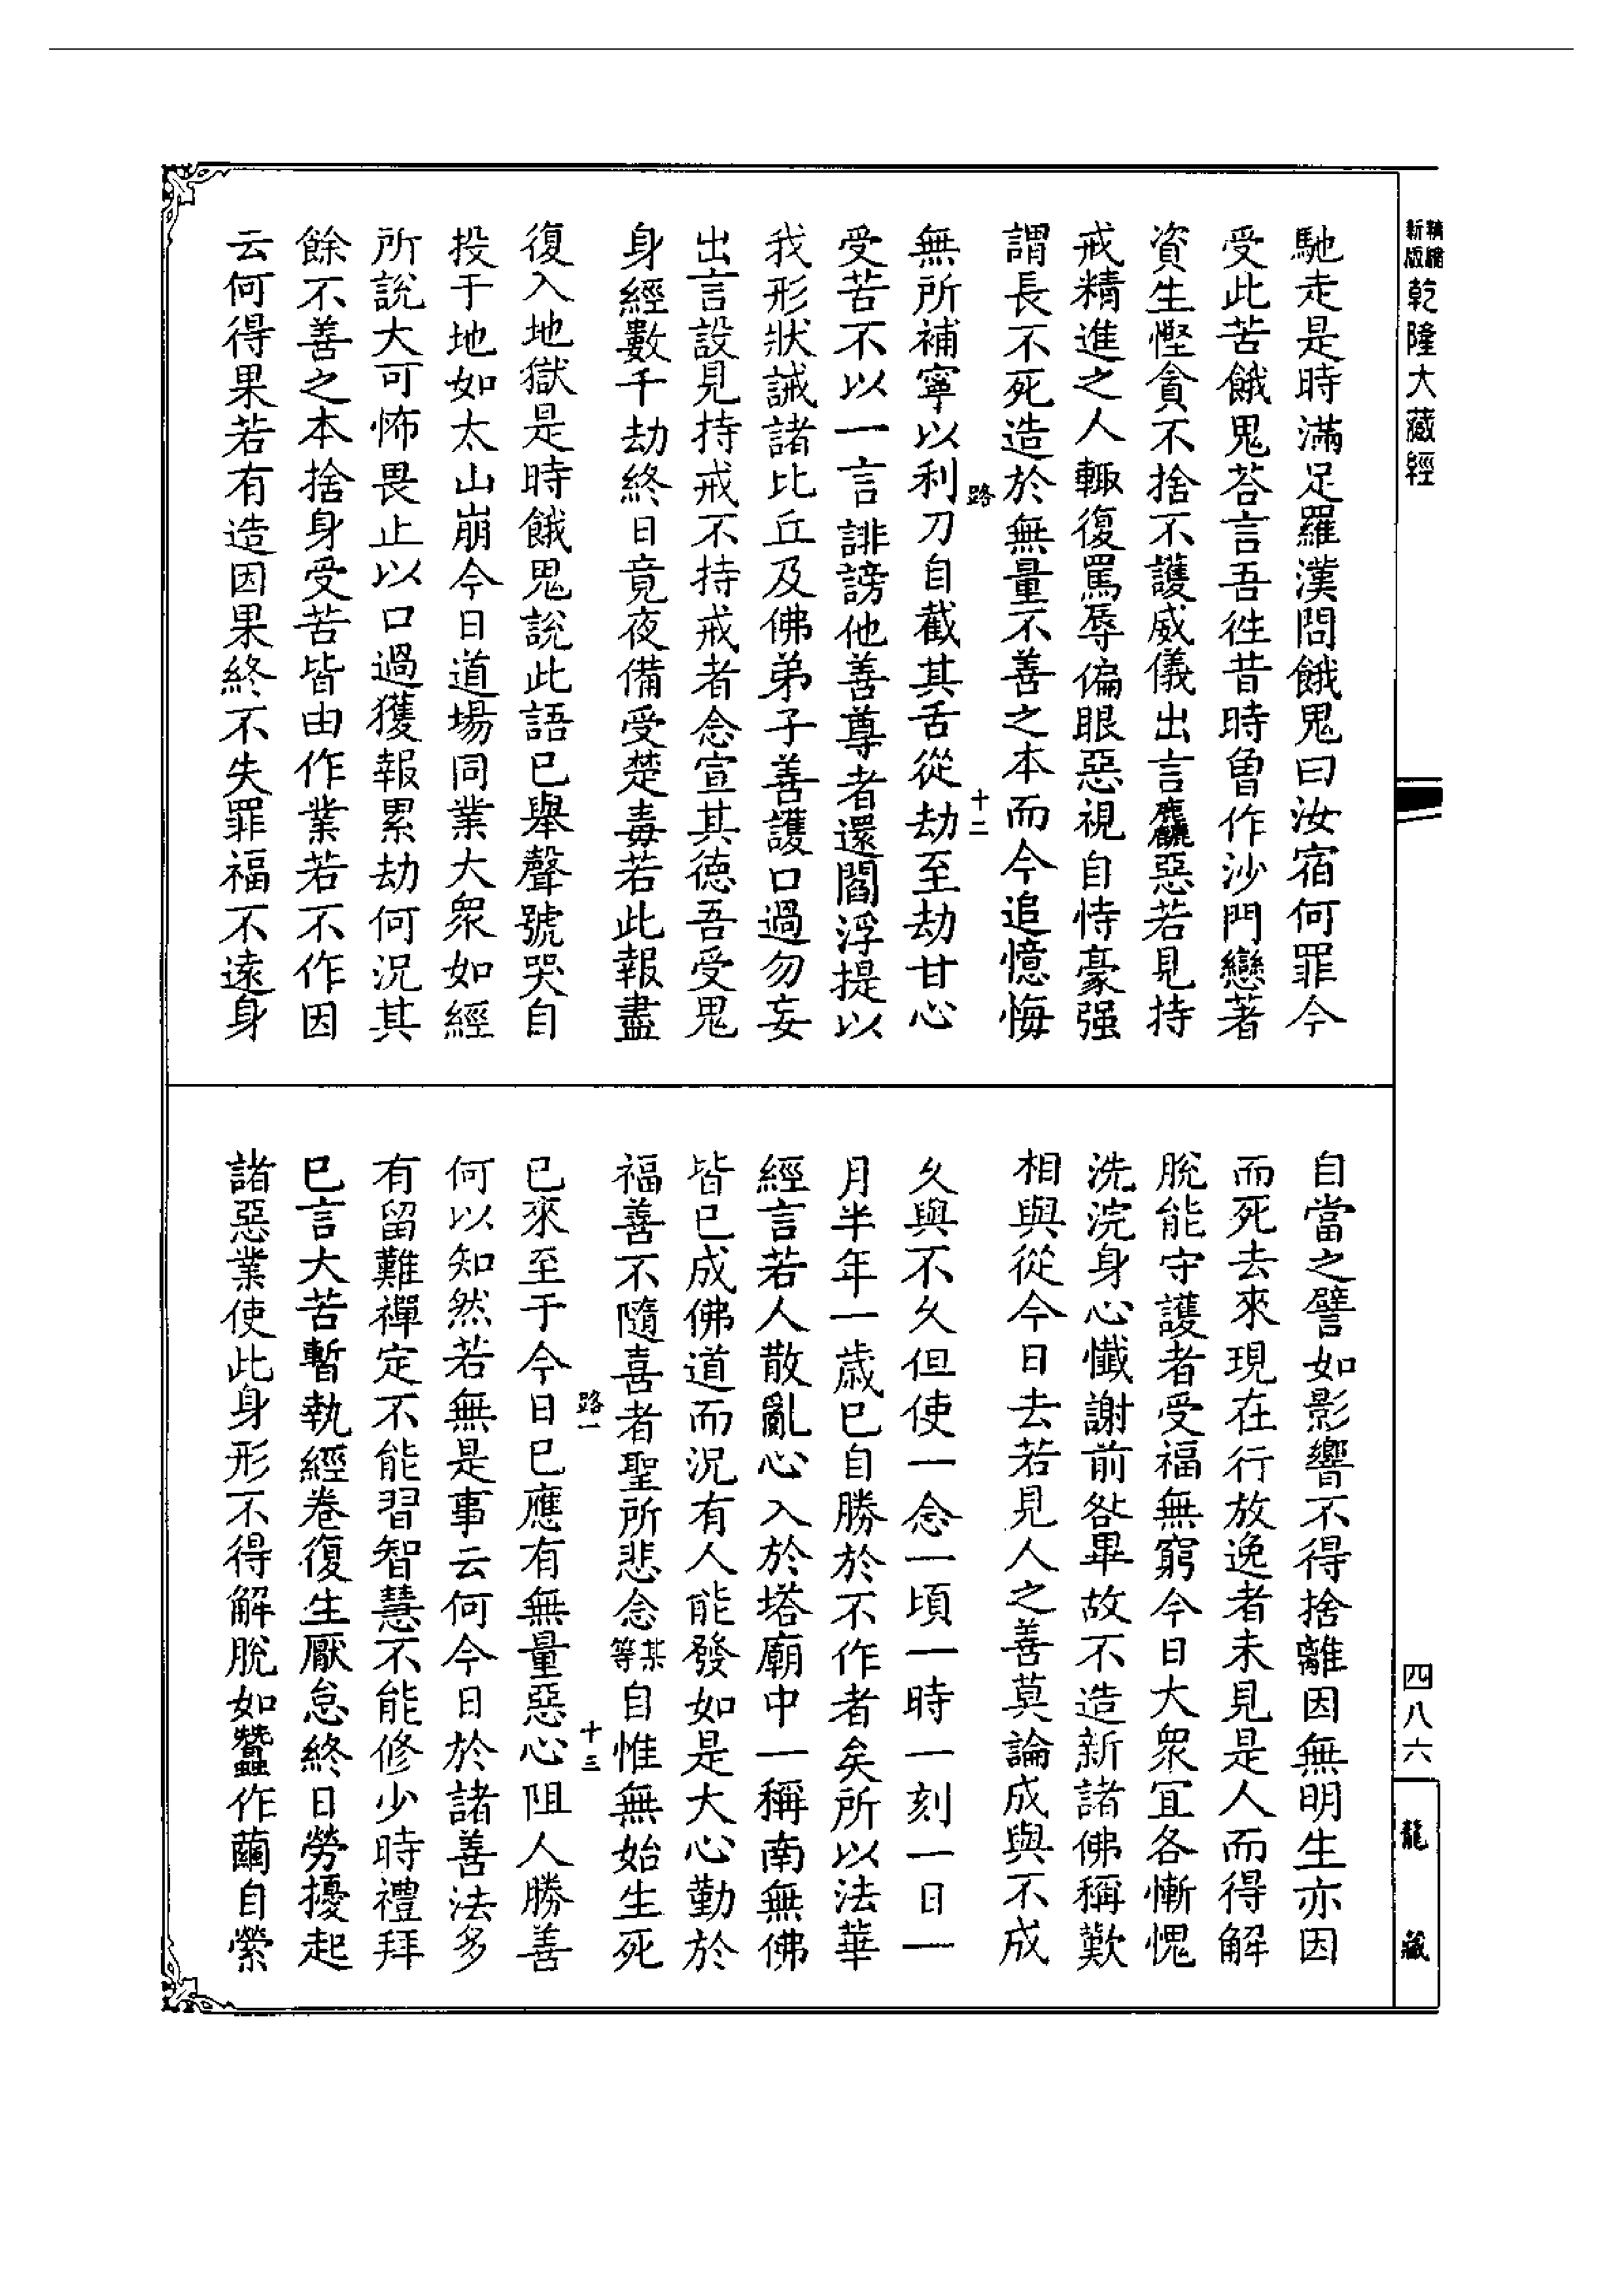 精縮新版乾隆大藏經
馳走是時滿足羅漢問餓鬼曰汝宿何罪今
受此苦餓鬼荅言吾徃昔時曾作沙門戀著
資生慳貪不捨不護威儀出言麤惡若見持
戒精進之人輙復罵辱偏眼惡視自恃豪强
謂長不死造於無量不善之本而今追憶悔
路 十二
無所補寧以利刀自截其舌從劫至劫甘心
受苦不以一言誹謗他善尊者還閻浮提以
我形狀誡諸比丘及佛弟子善護口過勿妄
出言設見持戒不持戒者念宣其德吾受鬼
身經數千劫終日竟夜備受楚毒若此報盡
復入地獄是時餓鬼說此語已舉聲號哭自
投于地如太山崩今日道場同業大衆如經
所說大可怖畏止以口過獲報累劫何況其
餘不善之本捨身受苦皆由作業若不作因
云何得果若有造因果終不失罪福不遠身
自當之譬如影響不得捨離因無明生亦因
而死去來現在行放逸者未見是人而得解
脫能守護者受福無窮今日大衆宜各慚愧
洗浣身心懺謝前咎畢故不造新諸佛稱歎
相與從今日去若見人之善莫論成與不成
久與不久但使一念一頃一時一刻一日一
月半年一歲已自勝於不作者矣所以法華
經言若人散亂心入於塔廟中一稱南無佛
皆已成佛道而況有人能發如是大心勤於
福善不隨喜者聖所悲念某等自惟無始生死
路一 十三
已來至于今日已應有無量惡心阻人勝善
何以知然若無是事云何今日於諸善法多
有留難禪定不能習智慧不能修少時禮拜
已言大苦暫執經卷復生厭怠終日勞擾起
諸惡業使此身形不得解脫如蠶作繭自縈
四八六
龍藏